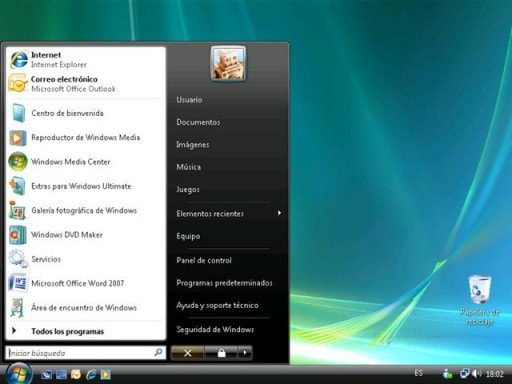 Internet
Internet Explorer
Correo electrónico
Microsoft Office Outlook
Centro de bienvenida
Reproductor de Windows Media
Windows Media Center
Extras para Windows Ultimate
Galería fotográfica de Windows
Windows DVD Maker
Servicios
Microsoft Office Word 2007
Área de encuentro de Windows
Todos los programas
Iniciar búsqueda
Usuario
Documentos
Imágenes
Música
Juegos
Elementos recientes
Equipo
Panel de control
Programas predeterminados
Ayuda y soporte técnico
Seguridad de Windows
Papelera de
reciclaje
ES
18:02